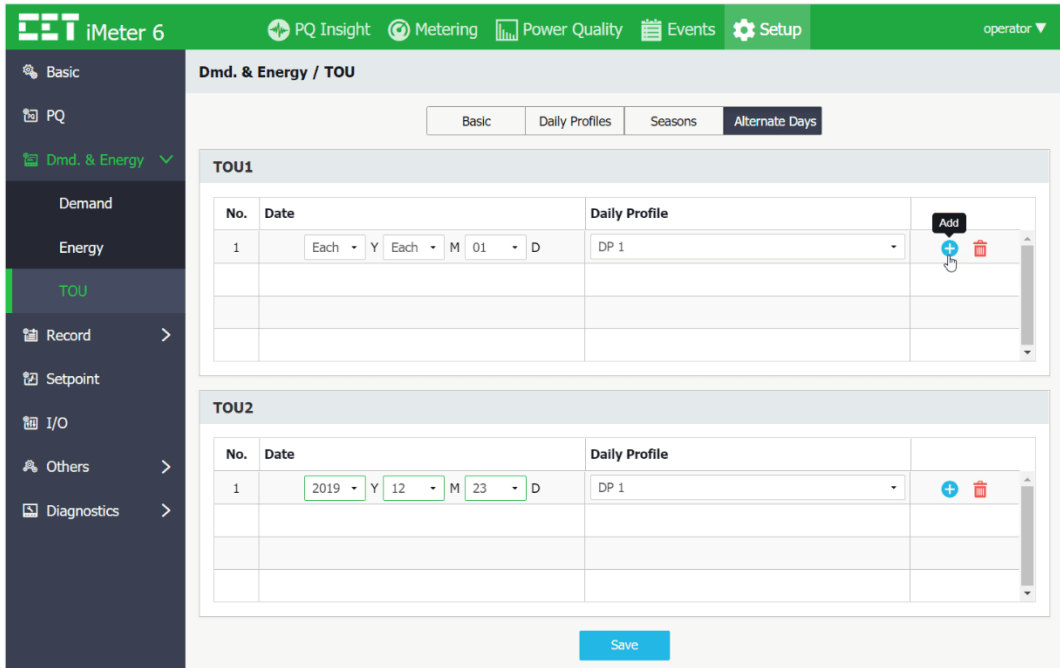 CET iMeter 6 PQ Insight Metering Power Quality Events Setup operator ▼
Basic
PQ
Dmd. & Energy
Demand
Energy
TOU
Record
Setpoint
I/O
Others
Diagnostics
Dmd. & Energy / TOU
Basic Daily Profiles Seasons Alternate Days
TOU1
No. Date Daily Profile
Add
1 Each Y Each M 01 D DP 1
TOU2
No. Date Daily Profile
1 2019 Y 12 M 23 D DP 1
Save